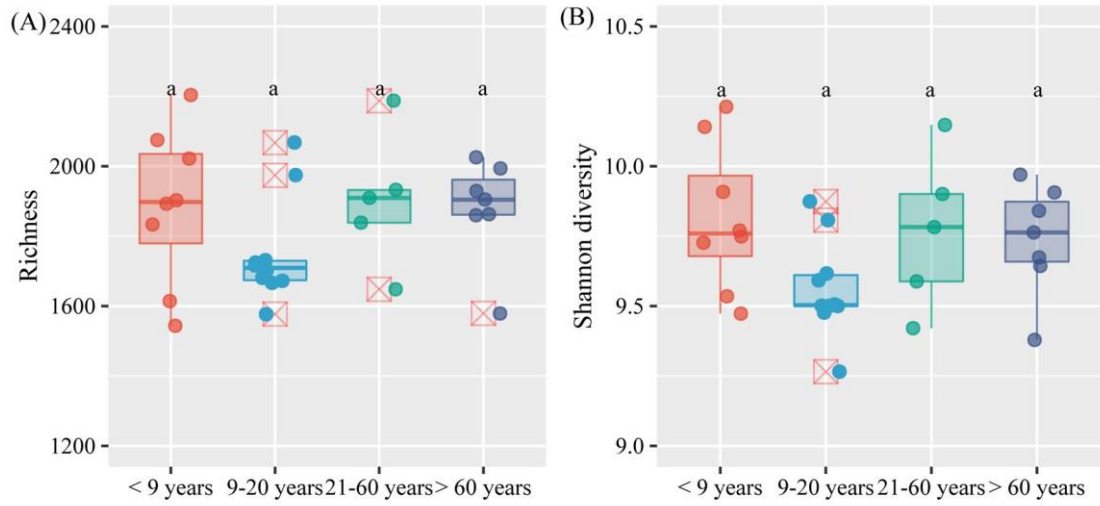 (A)
Richness
2400
2000
1600
1200
a
a
a
a
< 9 years
9-20 years
21-60 years
> 60 years
(B)
Shannon diversity
10.5
10.0
9.5
9.0
a
a
a
a
< 9 years
9-20 years
21-60 years
> 60 years